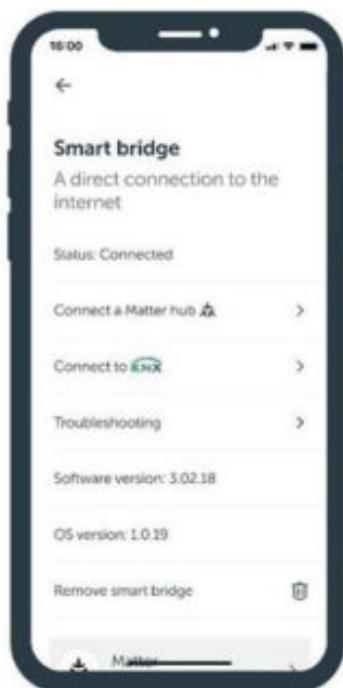 16:00
Smart bridge
A direct connection to the
internet
Status: Connected
Connect a Matter hub
Connect to KNX
Troubleshooting
Software version: 3.02.18
OS version: 1.0.19
Remove smart bridge
Matter